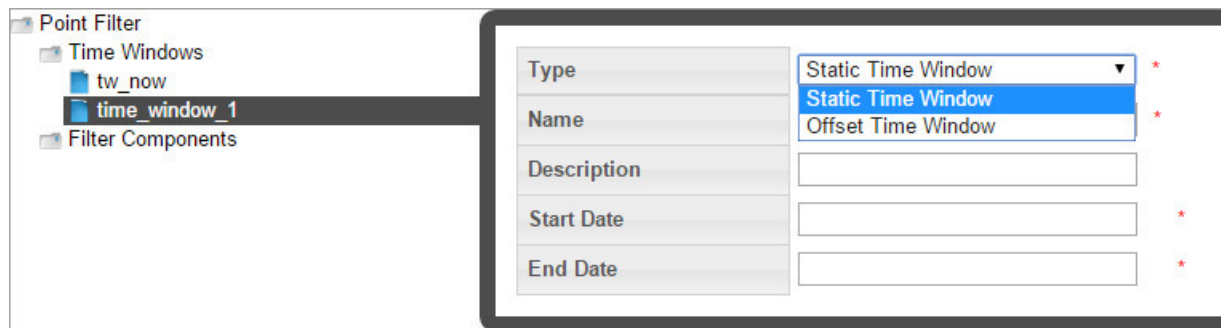 Point Filter
Time Windows
tw_now
time_window_1
Filter Components
Type
Static Time Window
*
Static Time Window
Offset Time Window
Name
*
Description
Start Date
*
End Date
*